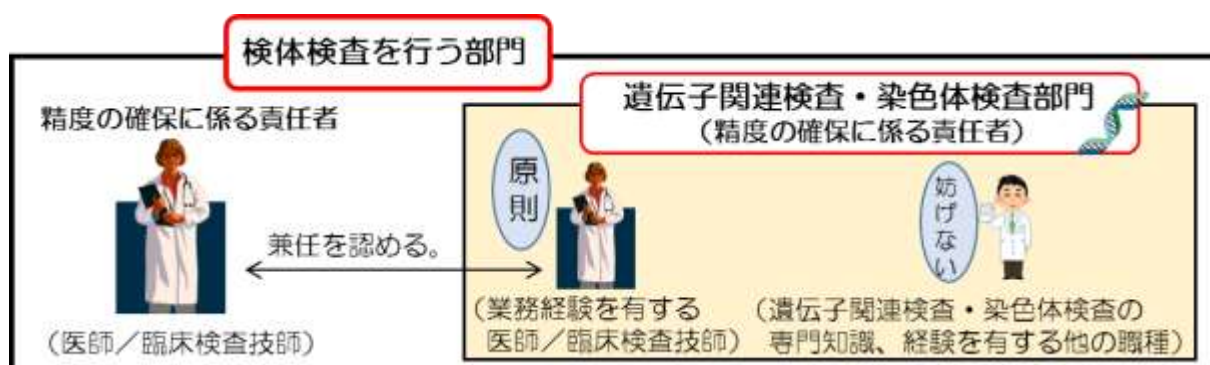 検体検査を行う部門
精度の確保に係る責任者
遺伝子関連検査・染色体検査部門
（精度の確保に係る責任者）
原則
妨げない
兼任を認める。
（医師／臨床検査技師）
（業務経験を有する
医師／臨床検査技師）
（遺伝子関連検査・染色体検査の
専門知識、経験を有する他の職種）